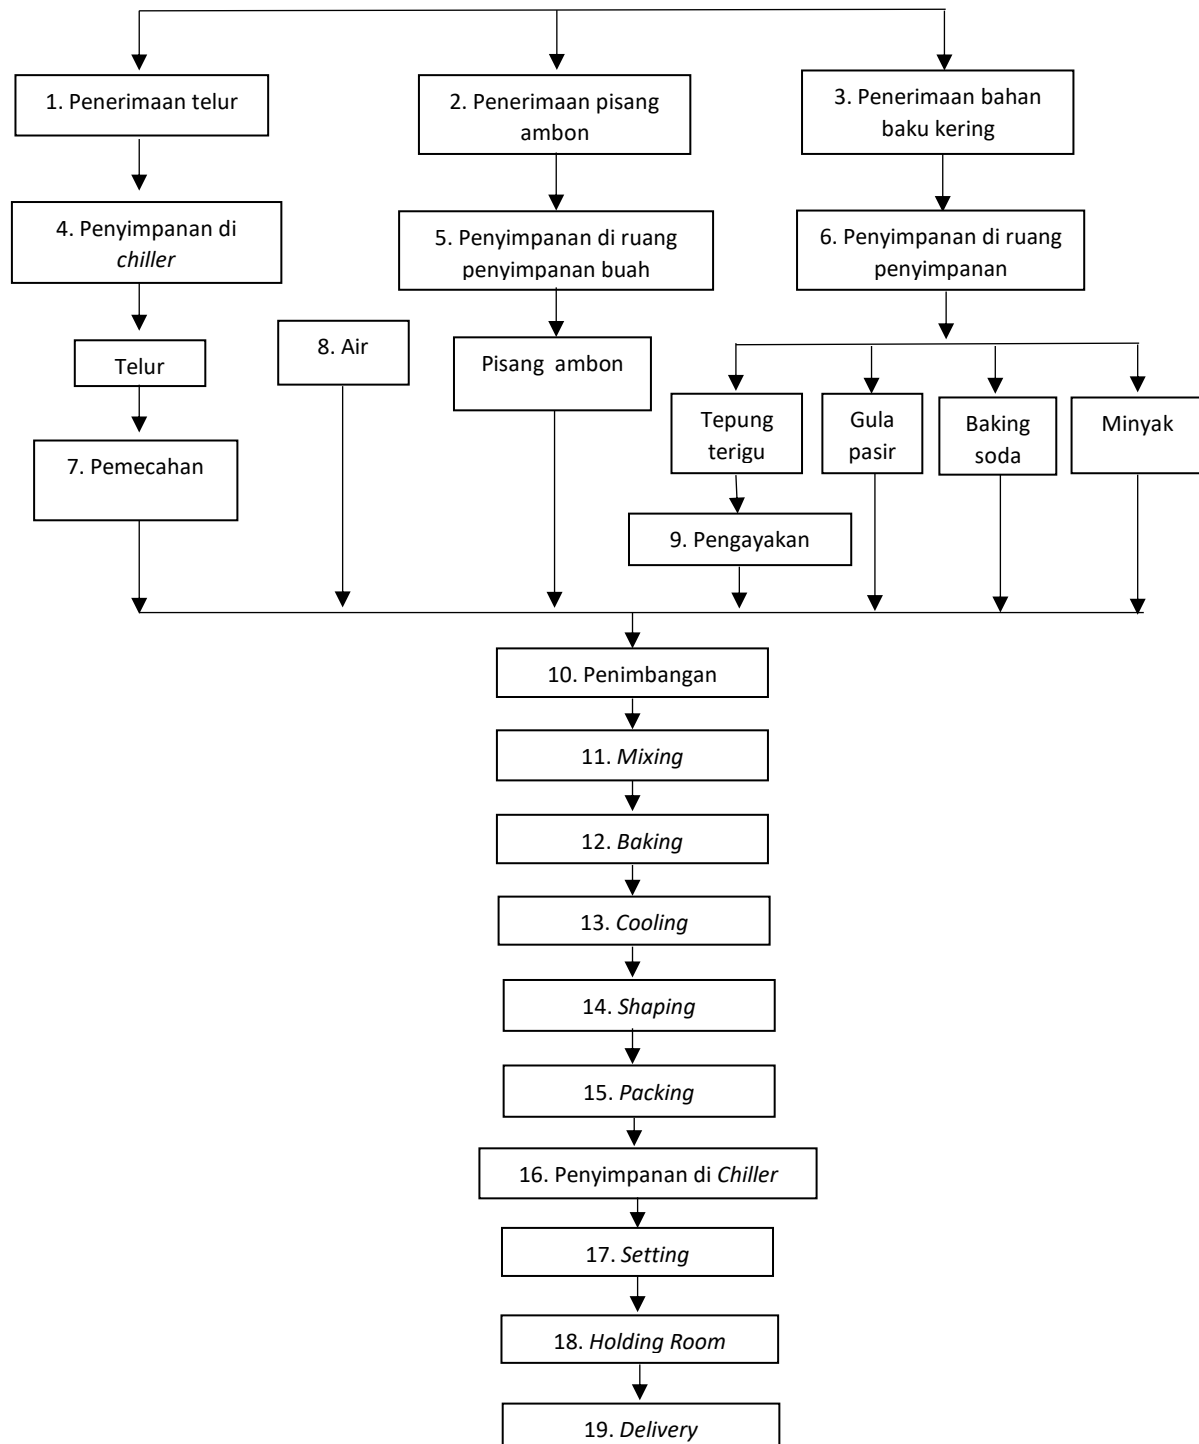 1. Penerimaan telur
2. Penerimaan pisang
ambon
3. Penerimaan bahan
baku kering
4. Penyimpanan di
chiller
5. Penyimpanan di ruang
penyimpanan buah
6. Penyimpanan di ruang
penyimpanan
Telur
8. Air
Pisang ambon
Tepung
terigu
Gula
pasir
Baking
soda
Minyak
7. Pemecahan
9. Pengayakan
10. Penimbangan
11. Mixing
12. Baking
13. Cooling
14. Shaping
15. Packing
16. Penyimpanan di Chiller
17. Setting
18. Holding Room
19. Delivery